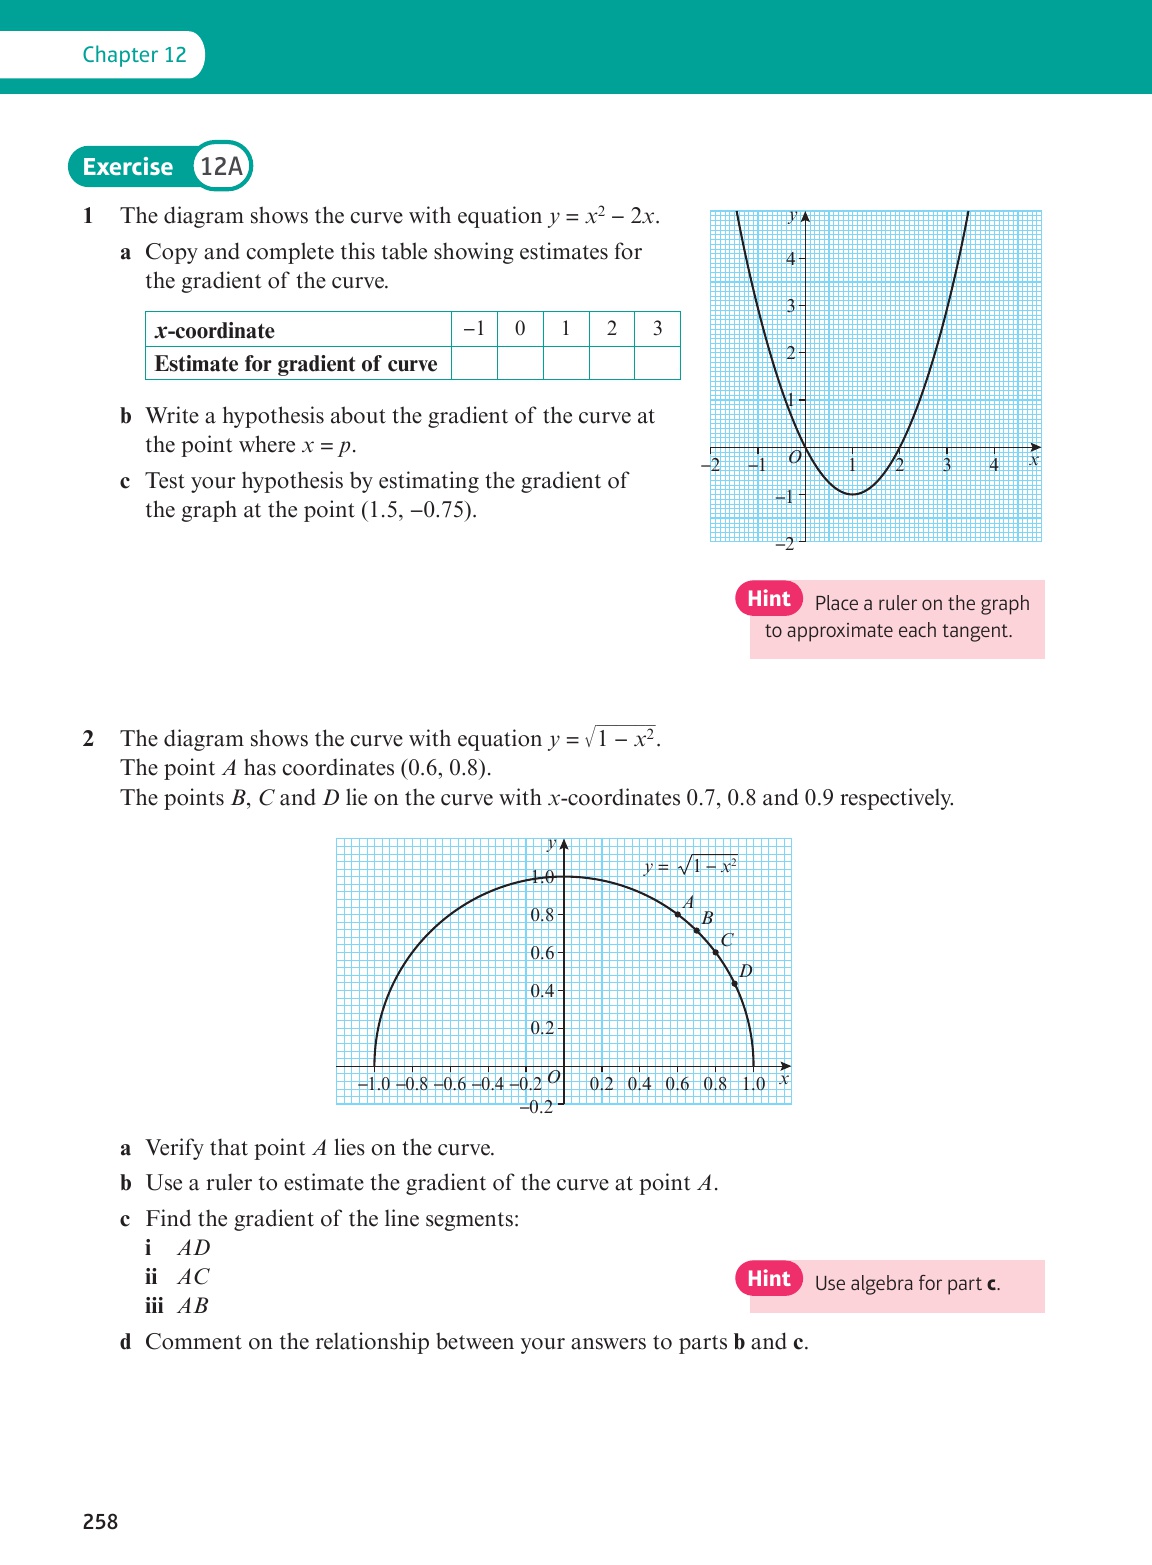 Chapter 12
Exercise 12A
1 The diagram shows the curve with equation y = x² − 2x.
a Copy and complete this table showing estimates for
the gradient of the curve.
x-coordinate −1 0 1 2 3
Estimate for gradient of curve
b Write a hypothesis about the gradient of the curve at
the point where x = p.
c Test your hypothesis by estimating the gradient of
the graph at the point (1.5, −0.75).
y
4
3
2
1
−2 −1 O 1 2 3 4 x
−1
−2
Hint Place a ruler on the graph
to approximate each tangent.
2 The diagram shows the curve with equation y = √(1 − x²).
The point A has coordinates (0.6, 0.8).
The points B, C and D lie on the curve with x-coordinates 0.7, 0.8 and 0.9 respectively.
y
y = √(1 − x²)
1.0
A
0.8
B
C
0.6
D
0.4
0.2
−1.0 −0.8 −0.6 −0.4 −0.2 O 0.2 0.4 0.6 0.8 1.0 x
−0.2
a Verify that point A lies on the curve.
b Use a ruler to estimate the gradient of the curve at point A.
c Find the gradient of the line segments:
i AD
ii AC
iii AB
Hint Use algebra for part c.
d Comment on the relationship between your answers to parts b and c.
258